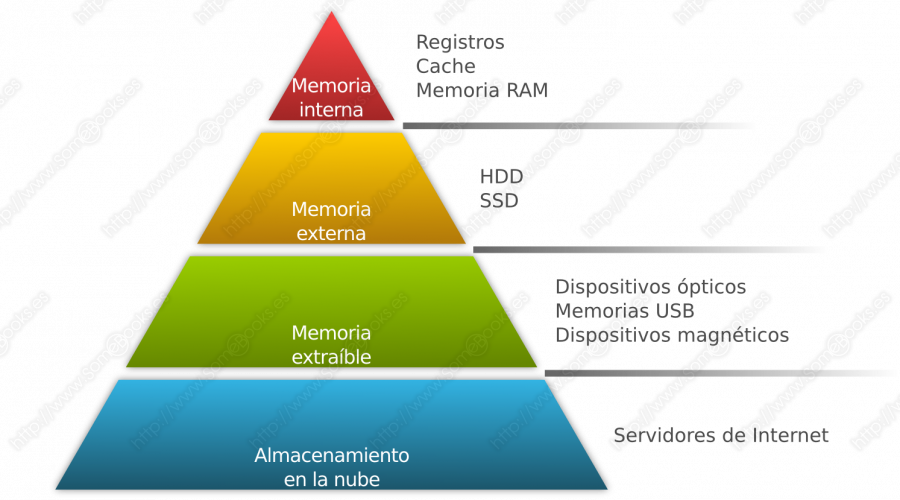 Memoria
interna
Registros
Cache
Memoria RAM
Memoria
externa
HDD
SSD
Memoria
extraíble
Dispositivos ópticos
Memorias USB
Dispositivos magnéticos
Almacenamiento
en la nube
Servidores de Internet